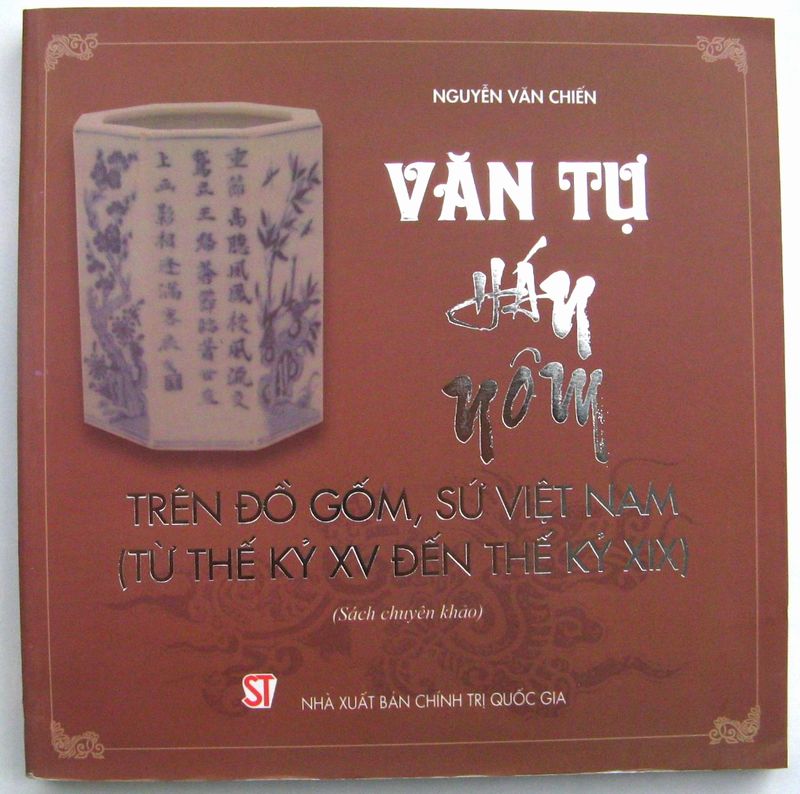 NGUYỄN VĂN CHIẾN
VĂN TỰ
HÁN
NÔM
TRÊN ĐỒ GỐM, SỨ VIỆT NAM
(TỪ THẾ KỶ XV ĐẾN THẾ KỶ XIX)
(Sách chuyên khảo)
ST
NHÀ XUẤT BẢN CHÍNH TRỊ QUỐC GIA